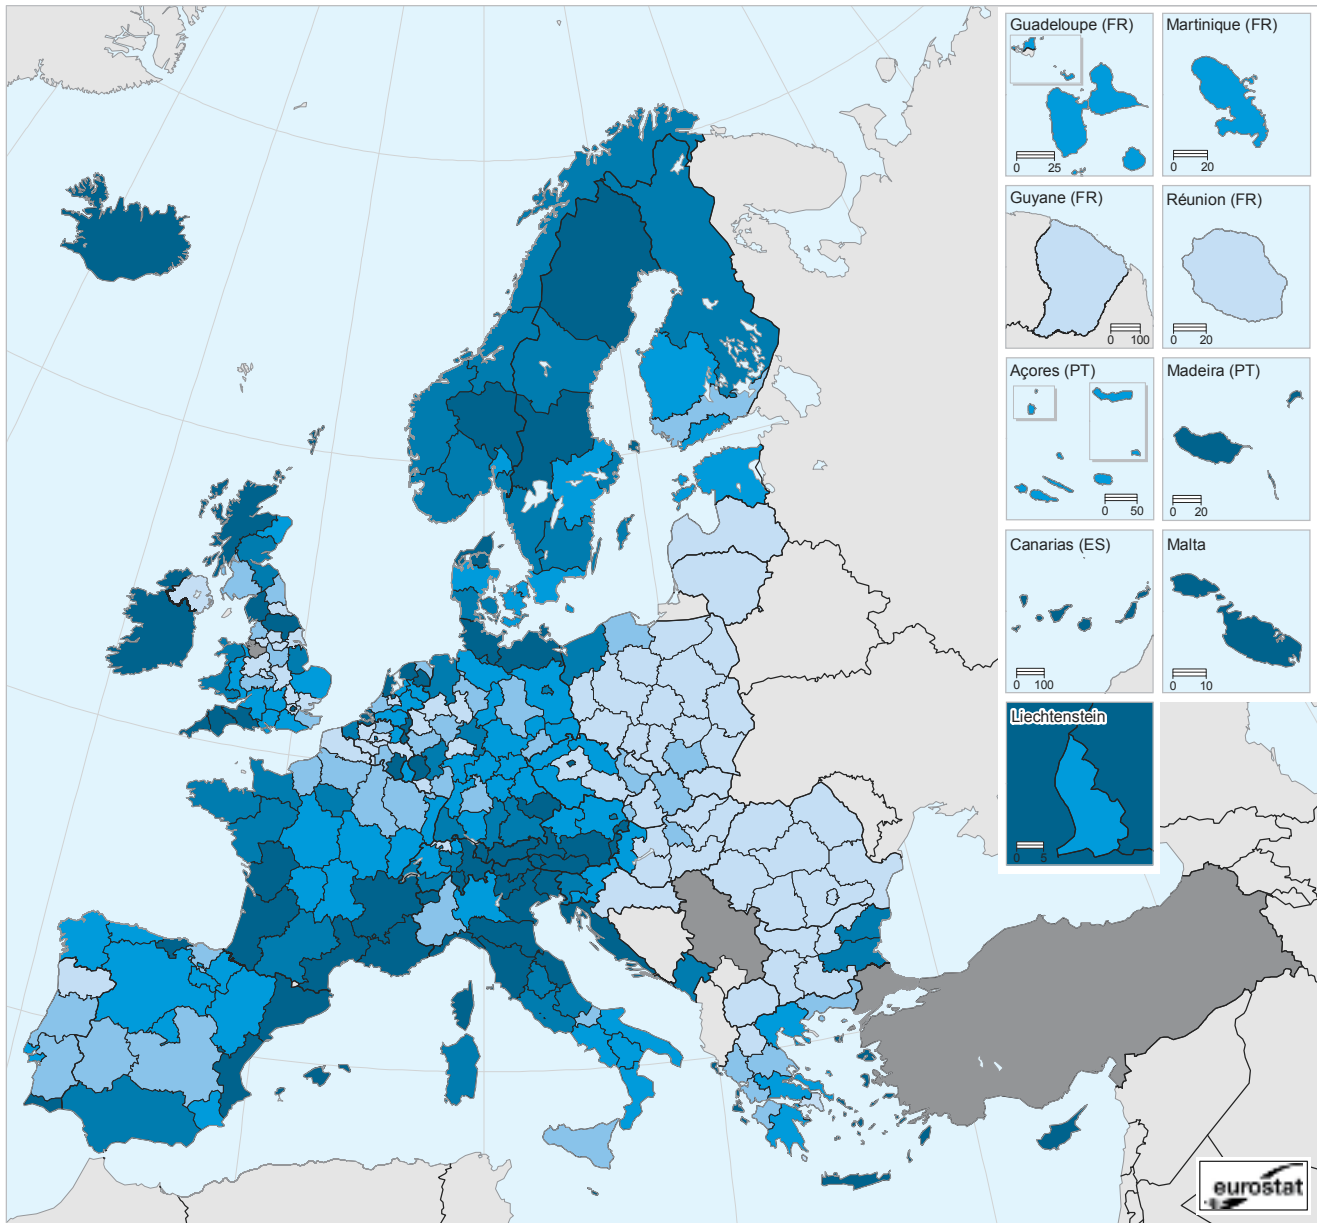 Guadeloupe (FR)
0 25
Martinique (FR)
0 20
Guyane (FR)
0 100
Réunion (FR)
0 20
Açores (PT)
0 50
Madeira (PT)
0 20
Canarias (ES)
0 100
Malta
0 10
Liechtenstein
0 5
eurostat